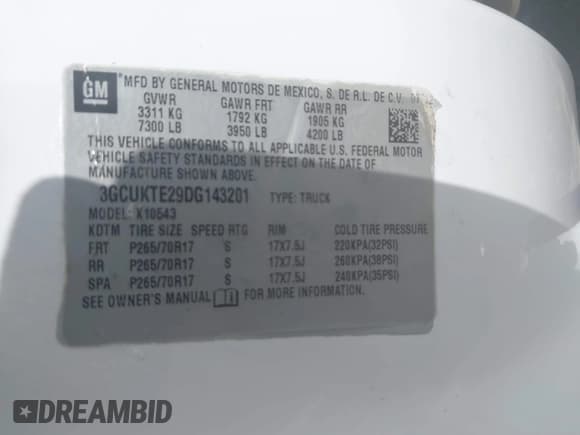 GM
*MFD BY GENERAL MOTORS DE MEXICO, S. DE R.L. DE C.V.
GVWR GAWR FRT GAWR RR
3311 KG 1792 KG 1905 KG
7300 LB 3950 LB 4200 LB
THIS VEHICLE CONFORMS TO ALL APPLICABLE U.S. FEDERAL MOTOR
VEHICLE SAFETY STANDARDS IN EFFECT ON THE DATE OF
MANUFACTURE SHOWN ABOVE.
3GCUKTE29DG143201 TYPE: TRUCK
MODEL: K10543
KDTM TIRE SIZE SPEED RTG RIM COLD TIRE PRESSURE
FRT P265/70R17 S 17X7.5J 220KPA(32PSI)
RR P265/70R17 S 17X7.5J 260KPA(38PSI)
SPA P265/70R17 S 17X7.5J 240KPA(35PSI)
SEE OWNER'S MANUAL FOR MORE INFORMATION.
DREAMBID